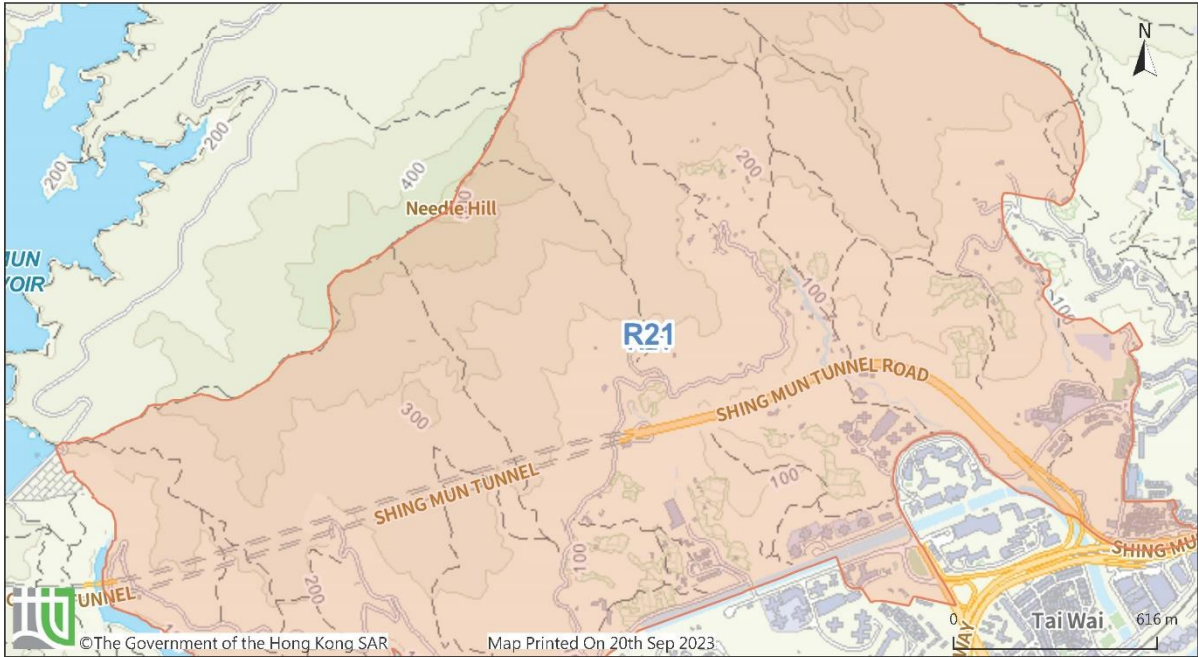 N
200
200
400
200
Needle Hill
MUN
VOIR
100
100
R21
SHING MUN TUNNEL ROAD
300
SHING MUN TUNNEL
100
100
200
TUNNEL
SHING MU
WAY
Tai Wai
0 616 m
©The Government of the Hong Kong SAR
Map Printed On 20th Sep 2023